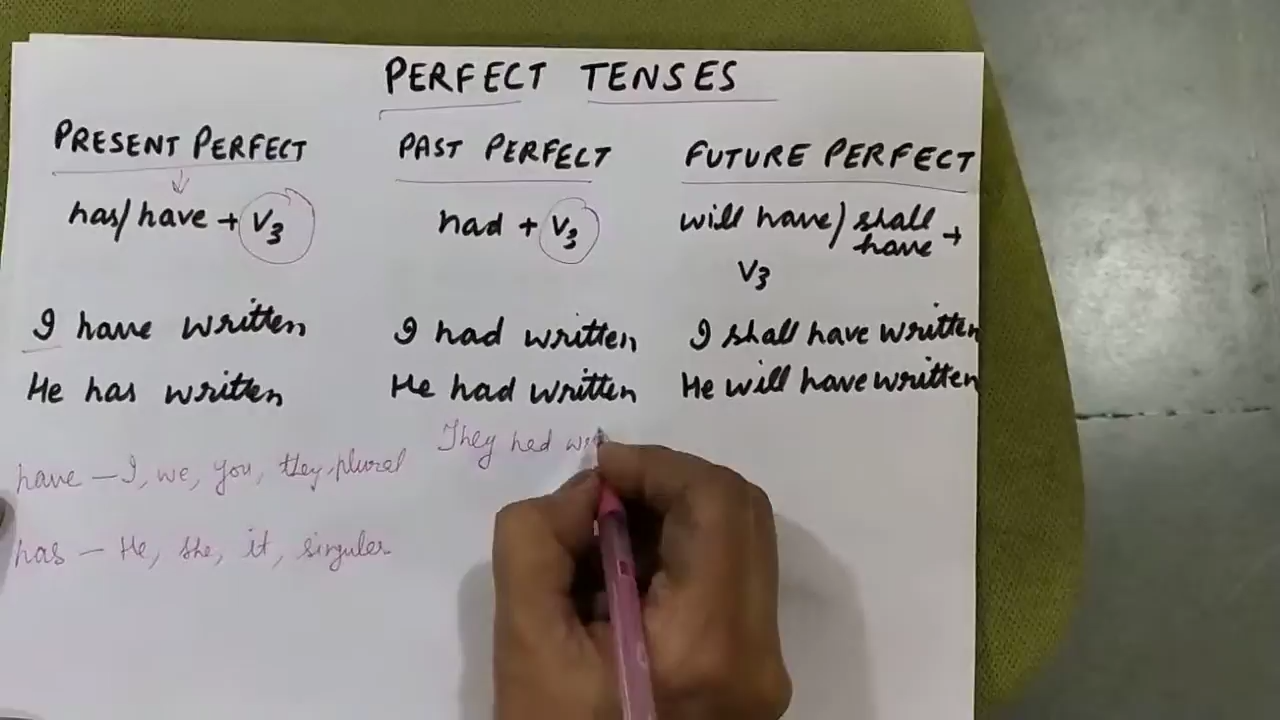 PERFECT TENSES
PRESENT PERFECT
has/have + V3
I have written
He has written
have — I, we, you, they, plural
has — He, she, it, singuler
PAST PERFECT
had + V3
I had written
He had written
They had
FUTURE PERFECT
will have/ shall have +
V3
I shall have written
He will have written